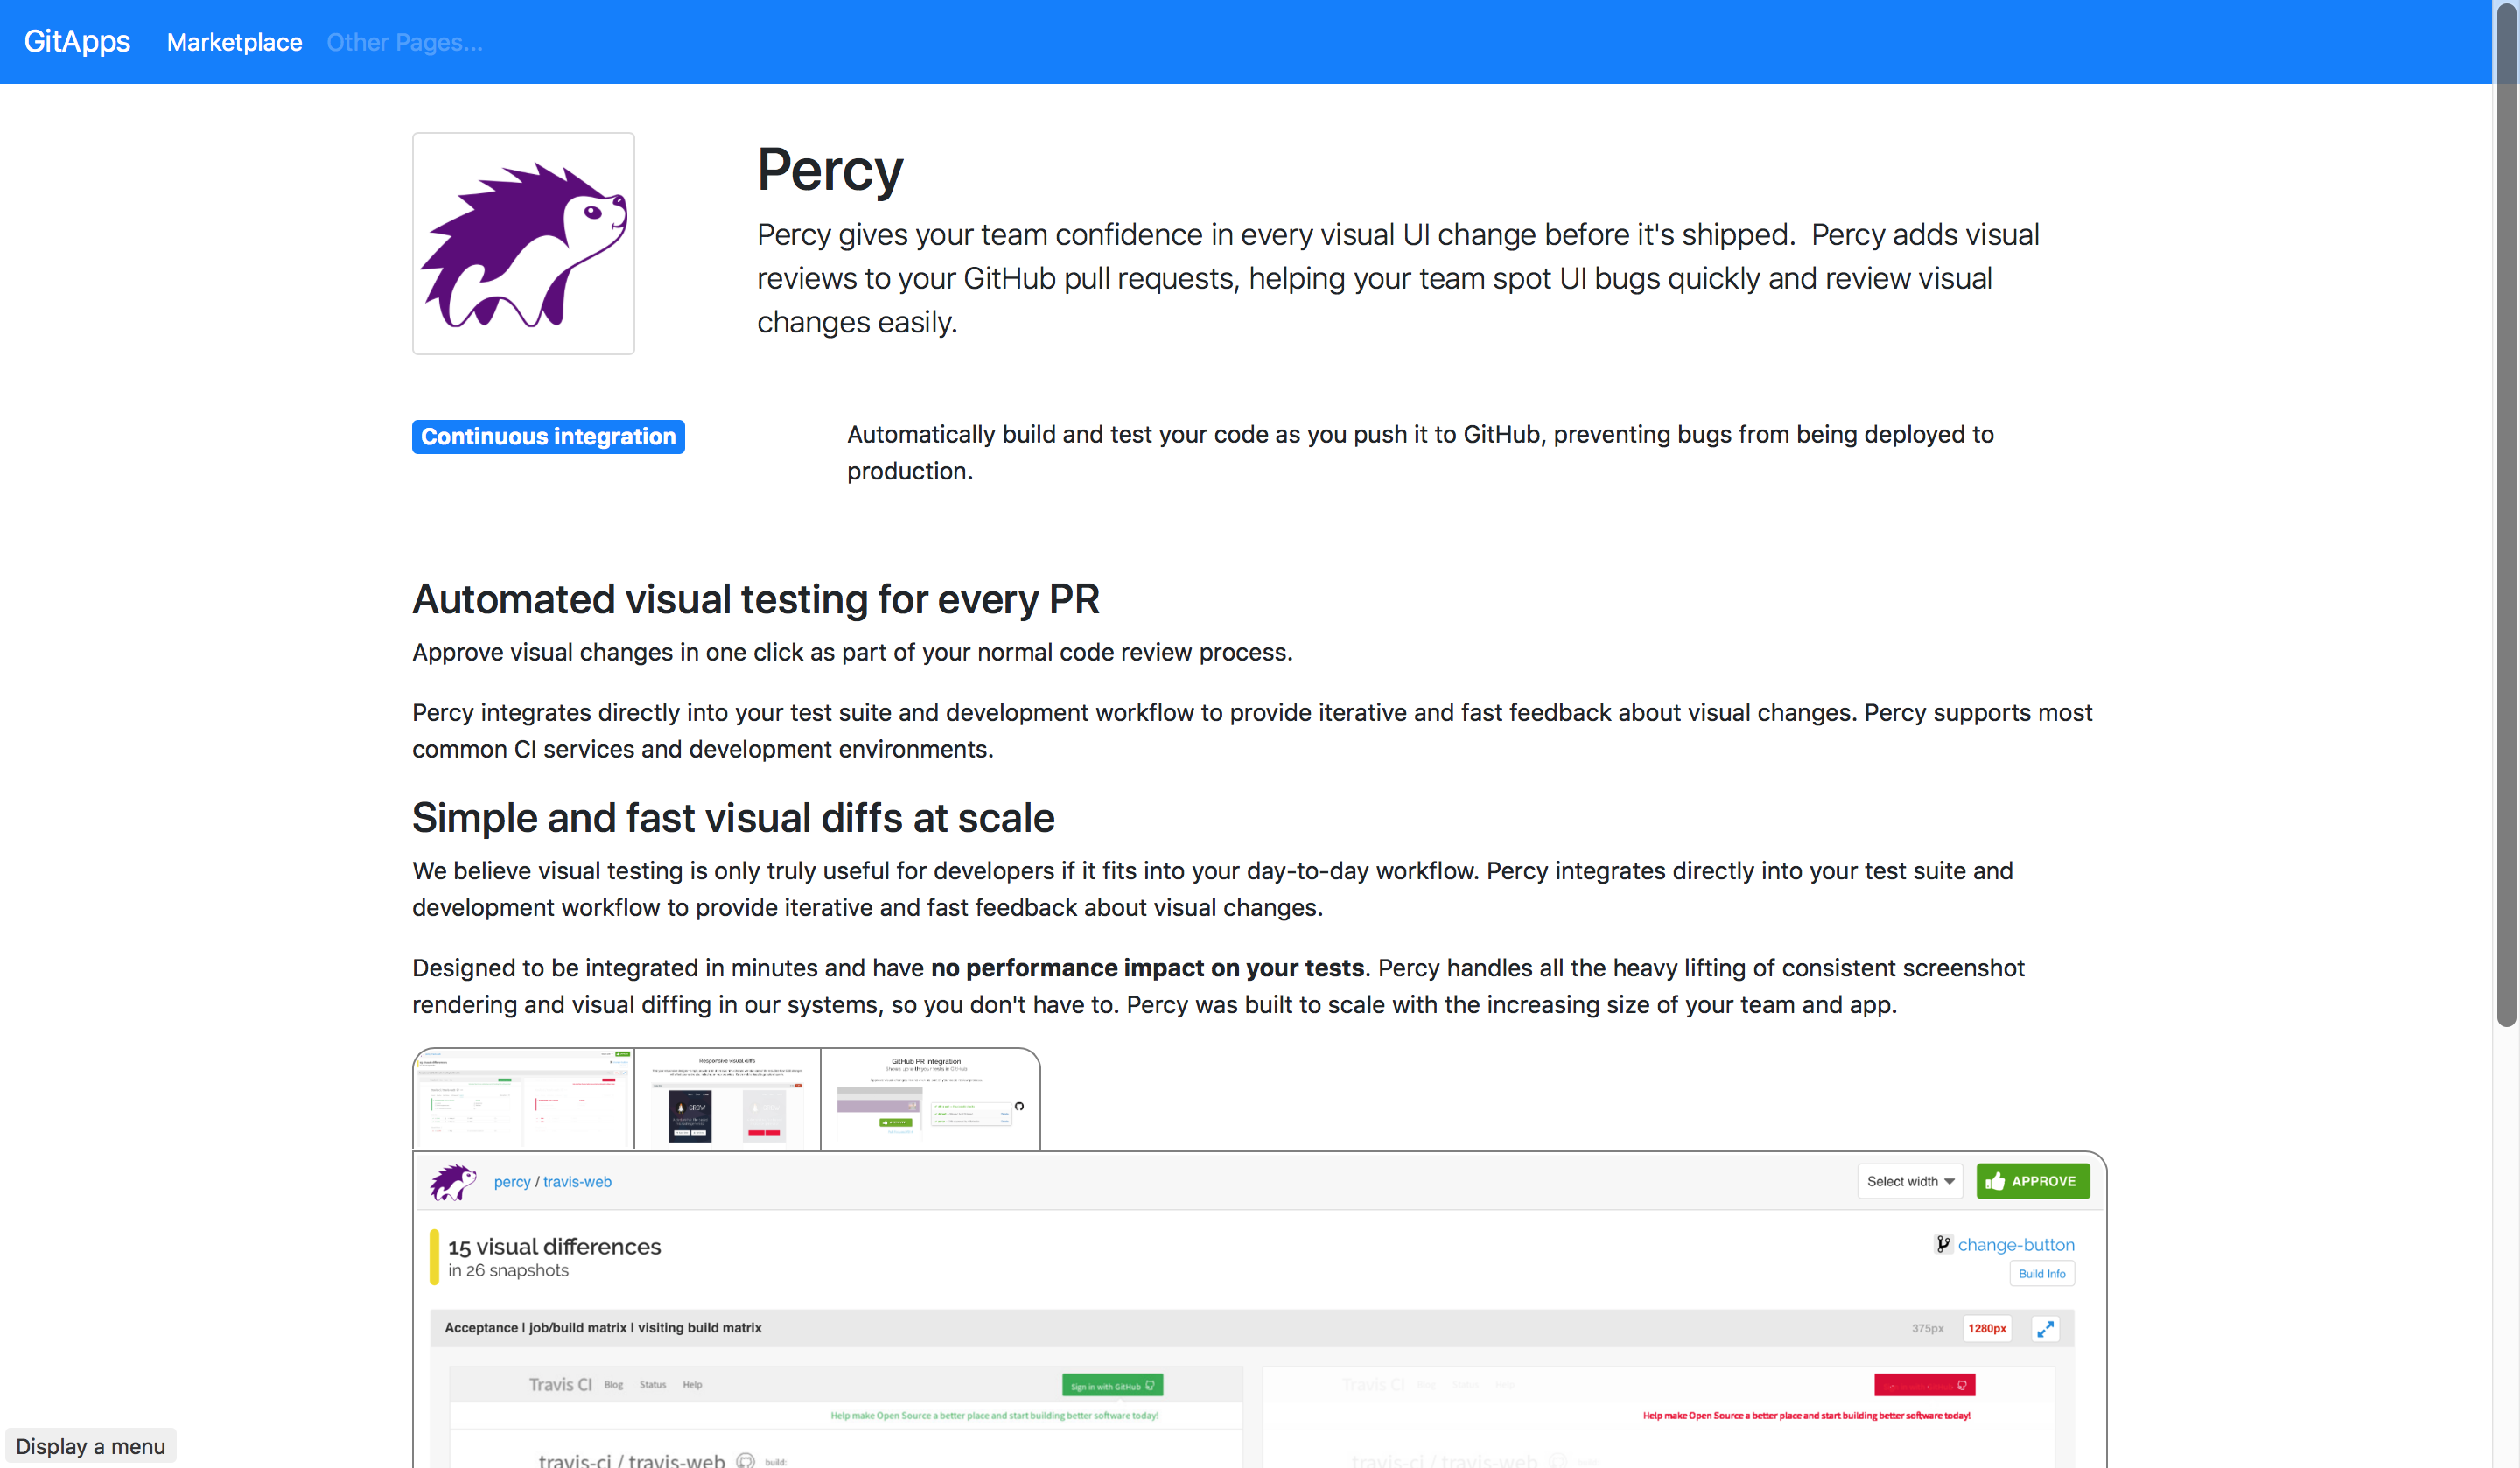 GitApps Marketplace Other Pages...
Percy
Percy gives your team confidence in every visual UI change before it's shipped.  Percy adds visual
reviews to your GitHub pull requests, helping your team spot UI bugs quickly and review visual
changes easily.
Continuous integration
Automatically build and test your code as you push it to GitHub, preventing bugs from being deployed to
production.
Automated visual testing for every PR
Approve visual changes in one click as part of your normal code review process.
Percy integrates directly into your test suite and development workflow to provide iterative and fast feedback about visual changes. Percy supports most
common CI services and development environments.
Simple and fast visual diffs at scale
We believe visual testing is only truly useful for developers if it fits into your day-to-day workflow. Percy integrates directly into your test suite and
development workflow to provide iterative and fast feedback about visual changes.
Designed to be integrated in minutes and have no performance impact on your tests. Percy handles all the heavy lifting of consistent screenshot
rendering and visual diffing in our systems, so you don't have to. Percy was built to scale with the increasing size of your team and app.
Responsive visual diffs
GitHub PR integration
GROW
percy / travis-web
Select width
APPROVE
15 visual differences
in 26 snapshots
change-button
Build Info
Acceptance | job/build matrix | visiting build matrix
375px 1280px
Travis CI Blog Status Help
Sign in with GitHub
Travis CI Blog Status Help
Help make Open Source a better place and start building better software today!
Help make Open Source a better place and start building better software today!
travis-ci / travis-web build:
travis-ci / travis-web
Display a menu